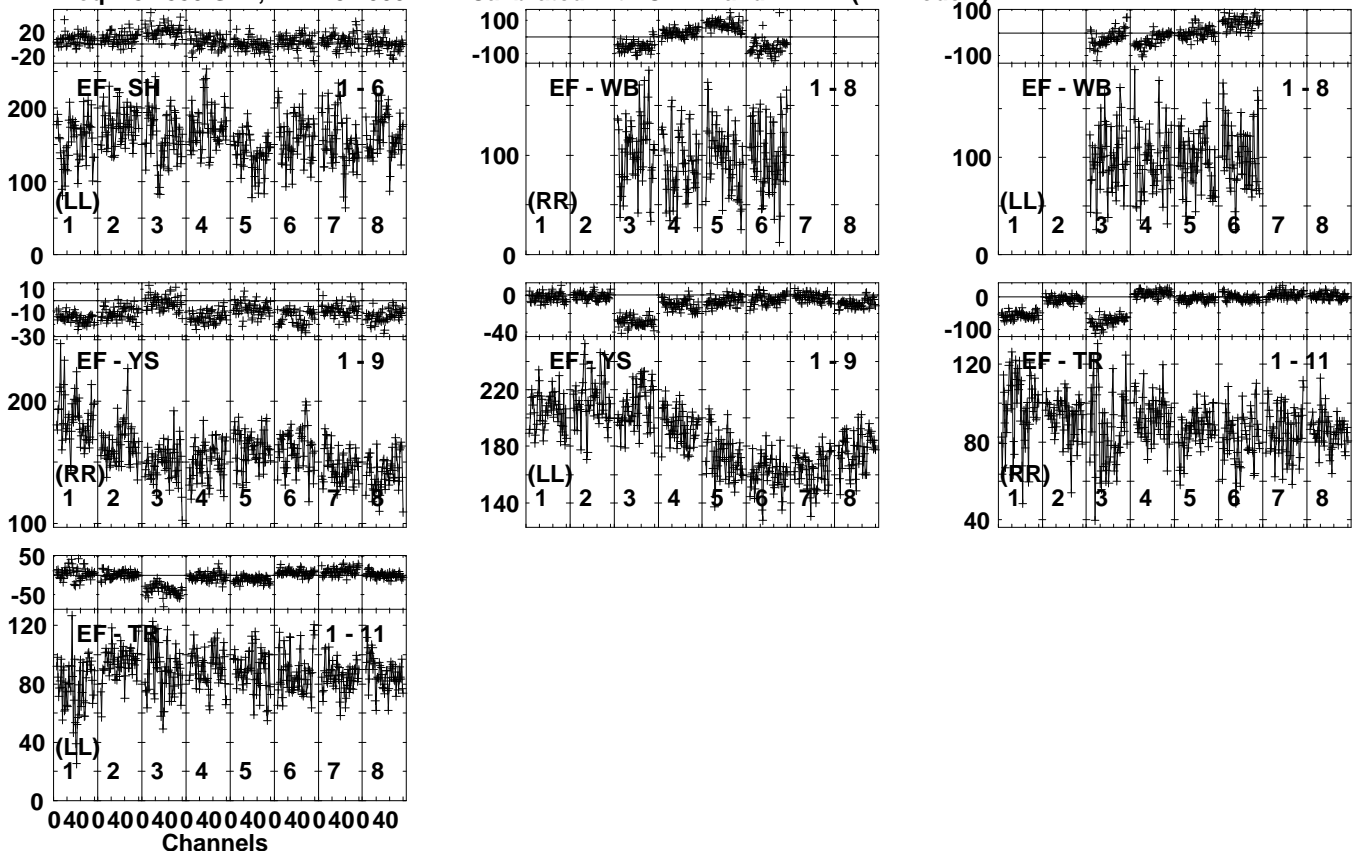 20
-20
EF - SH 1 - 6
200
100
(LL)
1 2 3 4 5 6 7 8
0
100
-100
EF - WB 1 - 8
100
(RR)
1 2 3 4 5 6 7 8
0
100
-100
EF - WB 1 - 8
100
(LL)
1 2 3 4 5 6 7 8
0
10
-10
-30
EF - YS 1 - 9
200
(RR)
1 2 3 4 5 6 7 8
100
0
-40
EF - YS 1 - 9
220
180
(LL)
140
1 2 3 4 5 6 7 8
0
-100
EF - TR 1 - 11
120
80
(RR)
1 2 3 4 5 6 7 8
40
50
-50
EF - TR 1 - 11
120
80
40
(LL)
1 2 3 4 5 6 7 8
0
0 40 0 40 0 40 0 40 0 40 0 40 0 40 0 40
Channels